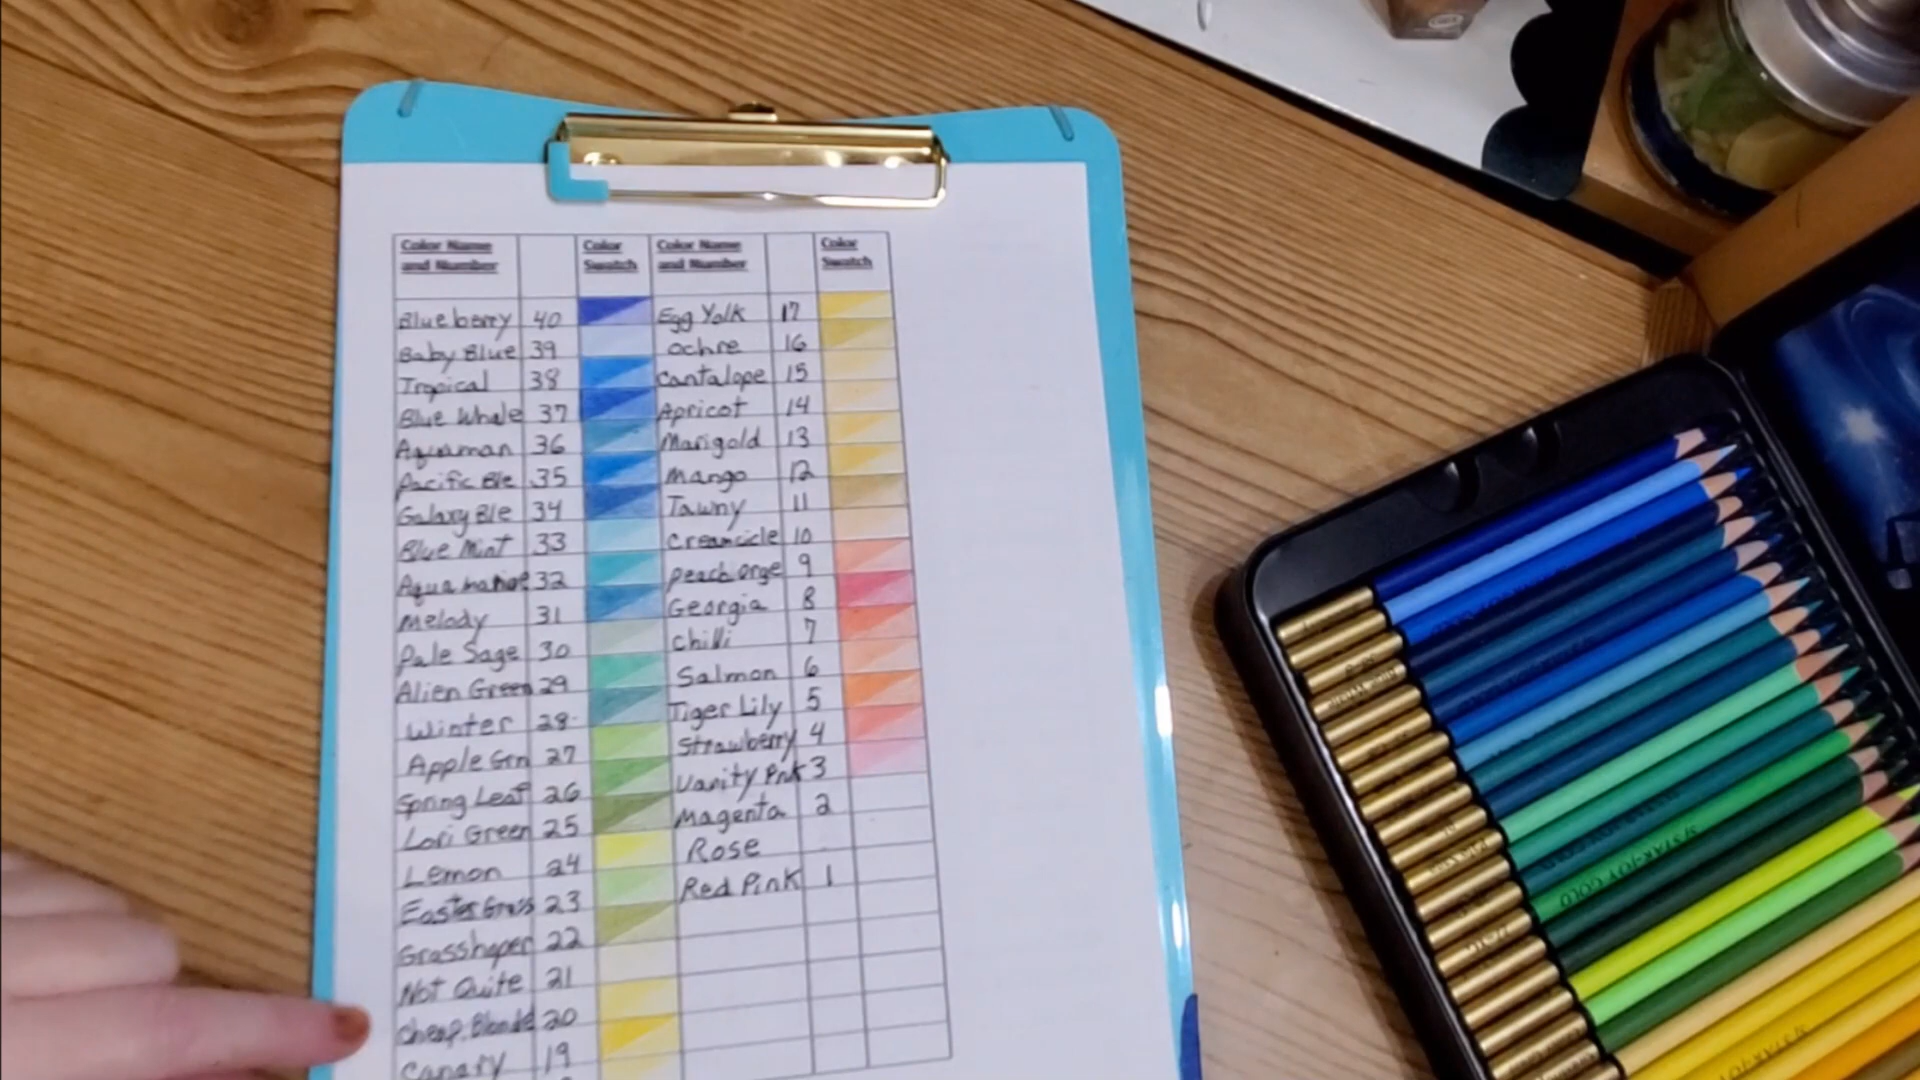 Color Name Color Color Name Color
and Number Swatch and Number Swatch
Blueberry 40 Egg Yolk 17
Baby Blue 39 Ochre 16
Tropical 38 Cantalope 15
Blue Whale 37 Apricot 14
Aquaman 36 Marigold 13
Pacific Ble 35 Mango 12
Galaxy Ble 34 Tawny 11
Blue Mint 33 Creamcicle 10
Aqua marine 32 Peach Orge 9
Melody 31 Georgia 8
Pale Sage 30 Chilli 7
Alien Green 29 Salmon 6
Winter 28 Tiger Lily 5
Apple Grn 27 Strawberry 4
Spring Leaf 26 Vanity Pnk 3
Lori Green 25 Magenta 2
Lemon 24 Rose
Easter Grass 23 Red Pink 1
Grasshoper 22
Not Quite 21
Cheap. Blonde 20
Canary 19